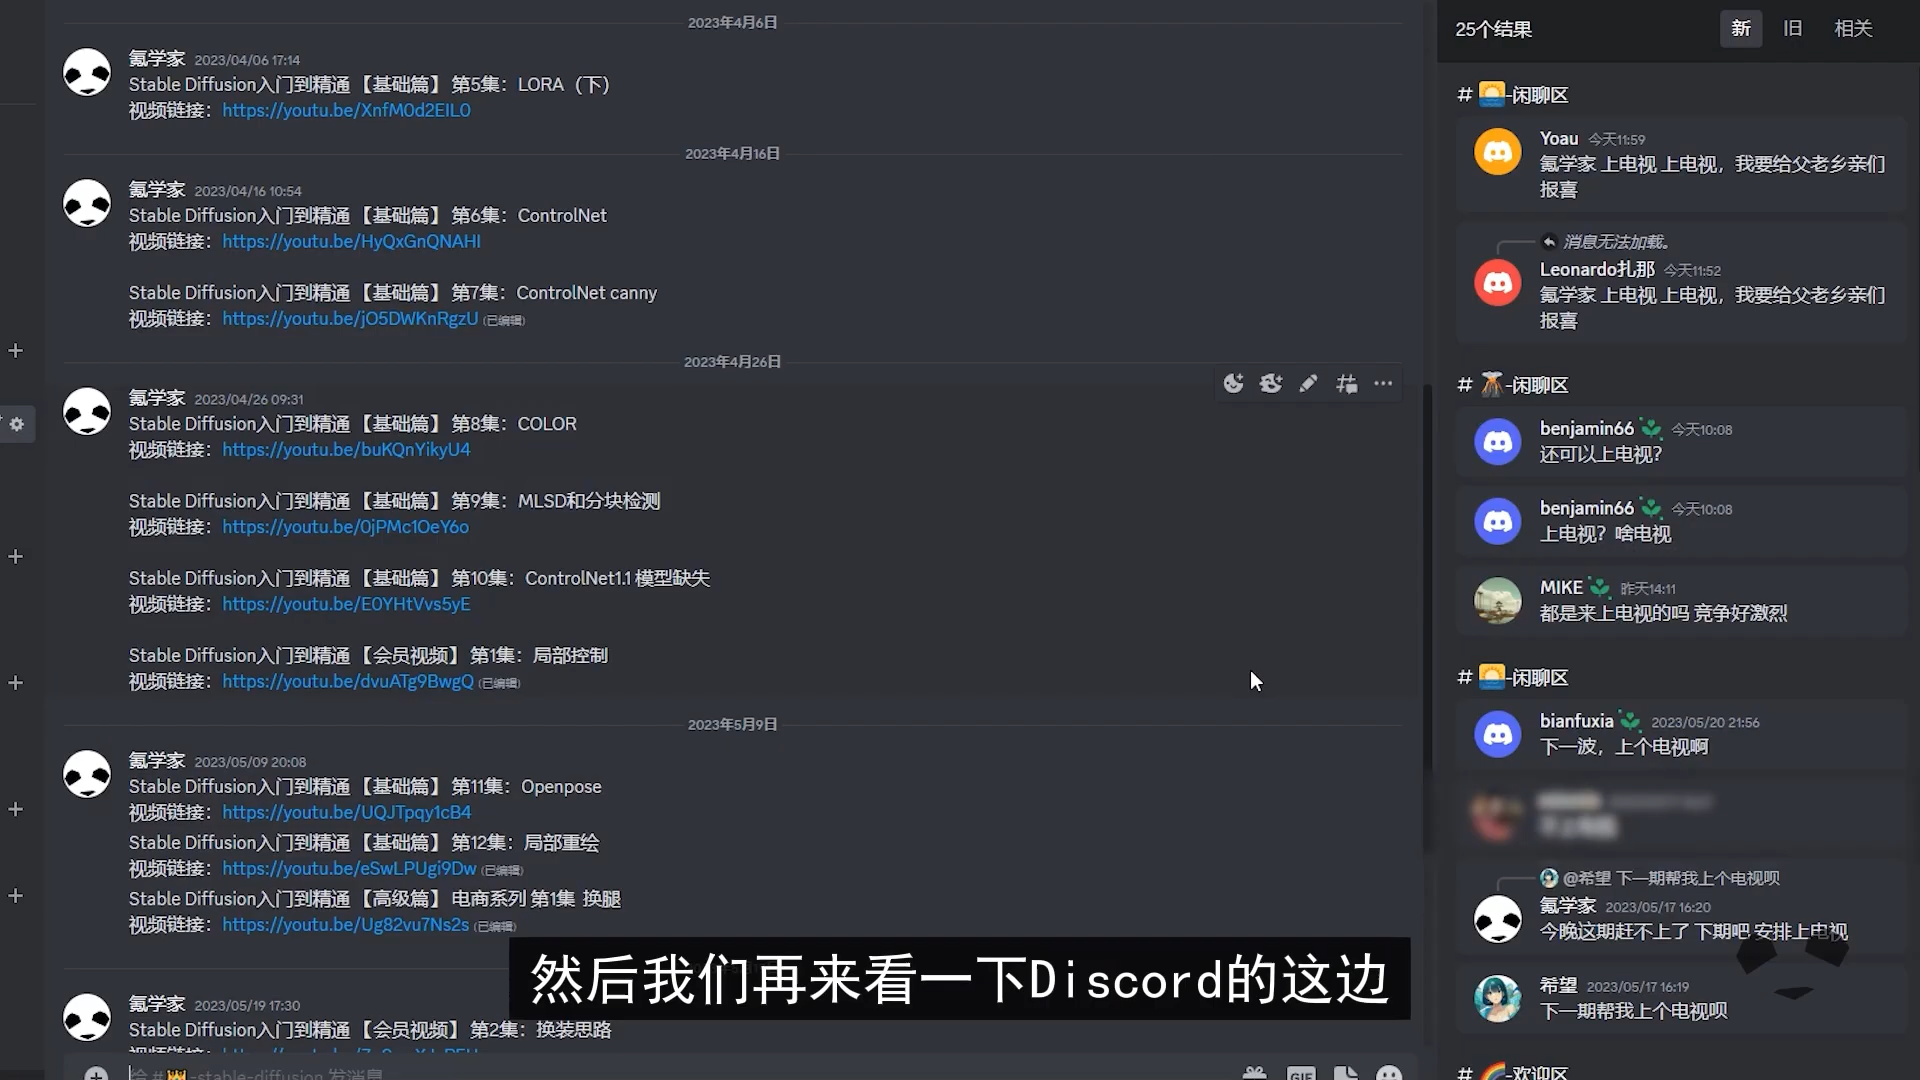 2023年4月6日
氪学家 2023/04/06 17:14
Stable Diffusion入门到精通 【基础篇】 第5集：LORA（下）
视频链接：https://youtu.be/XnfM0d2EIL0
2023年4月16日
氪学家 2023/04/16 10:54
Stable Diffusion入门到精通 【基础篇】 第6集：ControlNet
视频链接：https://youtu.be/HyQxGnQNAHI
Stable Diffusion入门到精通 【基础篇】 第7集：ControlNet canny
视频链接：https://youtu.be/jO5DWKnRgzU (已编辑)
2023年4月26日
氪学家 2023/04/26 09:31
Stable Diffusion入门到精通 【基础篇】 第8集：COLOR
视频链接：https://youtu.be/buKQnYikyU4
Stable Diffusion入门到精通 【基础篇】 第9集：MLSD和分块检测
视频链接：https://youtu.be/0jPMc1OeY6o
Stable Diffusion入门到精通 【基础篇】 第10集：ControlNet1.1 模型缺失
视频链接：https://youtu.be/E0YHtVvs5yE
Stable Diffusion入门到精通 【会员视频】 第1集：局部控制
视频链接：https://youtu.be/dvuATg9BwgQ (已编辑)
2023年5月9日
氪学家 2023/05/09 20:08
Stable Diffusion入门到精通 【基础篇】 第11集：Openpose
视频链接：https://youtu.be/UQJTpqy1cB4
Stable Diffusion入门到精通 【基础篇】 第12集：局部重绘
视频链接：https://youtu.be/eSwLPUgi9Dw (已编辑)
Stable Diffusion入门到精通 【高级篇】 电商系列 第1集 换腿
视频链接：https://youtu.be/Ug82vu7Ns2s (已编辑)
氪学家 2023/05/19 17:30
Stable Diffusion入门到精通 【会员视频】 第2集：换装思路
-stable-diffusion 发消息
GIF
然后我们再来看一下Discord的这边
25个结果
新 旧 相关
# -闲聊区
Yoau 今天11:59
氪学家 上电视 上电视，我要给父老乡亲们
报喜
消息无法加载。
Leonardo扎那 今天11:52
氪学家 上电视 上电视，我要给父老乡亲们
报喜
# -闲聊区
benjamin66 今天10:08
还可以上电视？
benjamin66 今天10:08
上电视？啥电视
MIKE 昨天14:11
都是来上电视的吗 竞争好激烈
# -闲聊区
bianfuxia 2023/05/20 21:56
下一波，上个电视啊
@希望 下一期帮我上个电视呗
氪学家 2023/05/17 16:20
今晚这期赶不上了 下期吧 安排上电视
希望 2023/05/17 16:19
下一期帮我上个电视呗
# -欢迎区